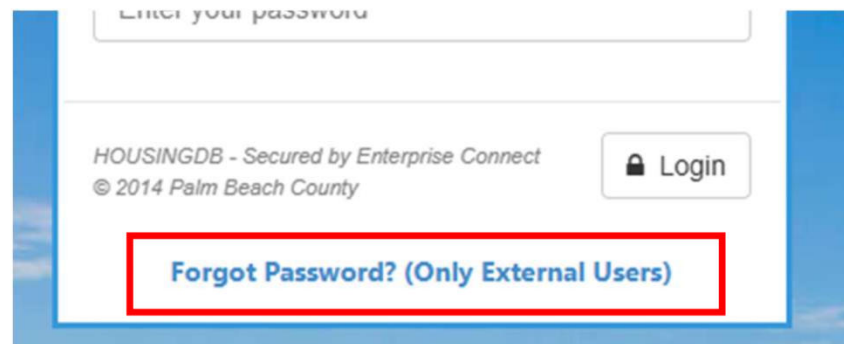 Enter your password
HOUSINGDB - Secured by Enterprise Connect
© 2014 Palm Beach County
Login
Forgot Password? (Only External Users)